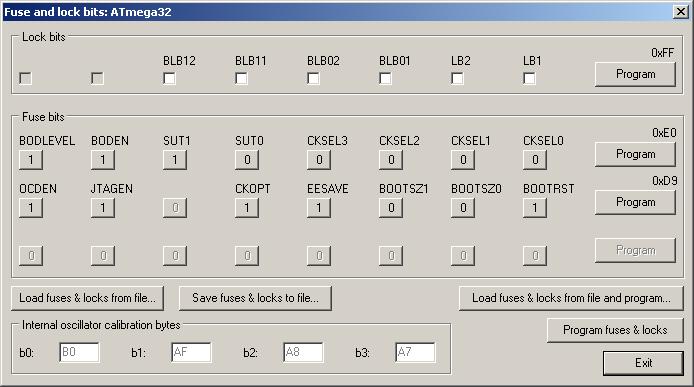 Fuse and lock bits: ATmega32
Lock bits
BLB12 BLB11 BLB02 BLB01 LB2 LB1 0xFF
Program
Fuse bits
BODLEVEL BODEN SUT1 SUT0 CKSEL3 CKSEL2 CKSEL1 CKSEL0 0xE0
1 1 1 0 0 0 0 0 Program
OCDEN JTAGEN CKOPT EESAVE BOOTSZ1 BOOTSZ0 BOOTRST 0xD9
1 1 0 1 1 0 0 1 Program
0 0 0 0 0 0 0 0 Program
Load fuses & locks from file... Save fuses & locks to file... Load fuses & locks from file and program...
Internal oscillator calibration bytes
Program fuses & locks
b0: B0 b1: AF b2: A8 b3: A7
Exit